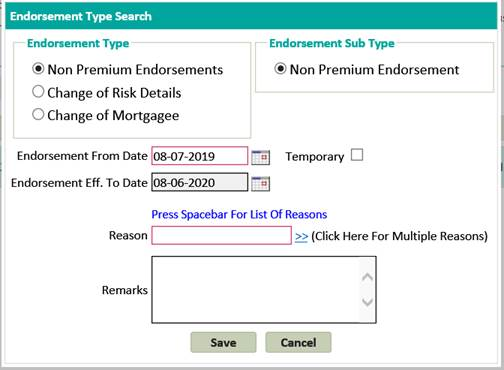 Endorsement Type Search
Endorsement Type
Endorsement Sub Type
Non Premium Endorsements
Non Premium Endorsement
Change of Risk Details
Change of Mortgagee
Endorsement From Date 08-07-2019 Temporary
Endorsement Eff. To Date 08-06-2020
Press Spacebar For List Of Reasons
Reason >> (Click Here For Multiple Reasons)
Remarks
Save Cancel